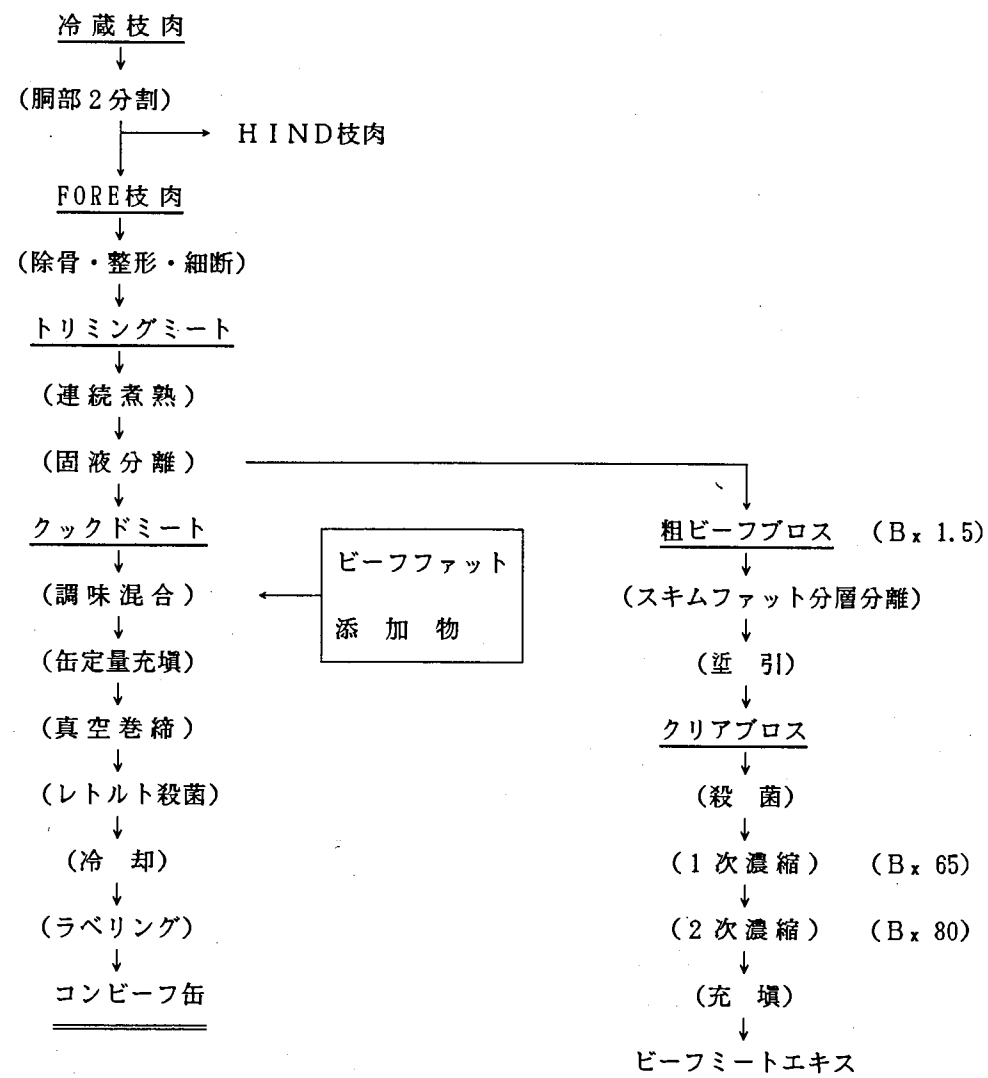 冷蔵枝肉
(胴部2分割)
HIND枝肉
FORE枝肉
(除骨・整形・細断)
トリミングミート
(連続煮熟)
(固液分離)
クックドミート
(調味混合)
(缶定量充塡)
(真空巻締)
(レトルト殺菌)
(冷却)
(ラベリング)
コンビーフ缶
ビーフファット
添加物
粗ビーフブロス (Bx 1.5)
(スキムファット分層分離)
(歫引)
クリアブロス
(殺菌)
(1次濃縮) (Bx 65)
(2次濃縮) (Bx 80)
(充塡)
ビーフミートエキス